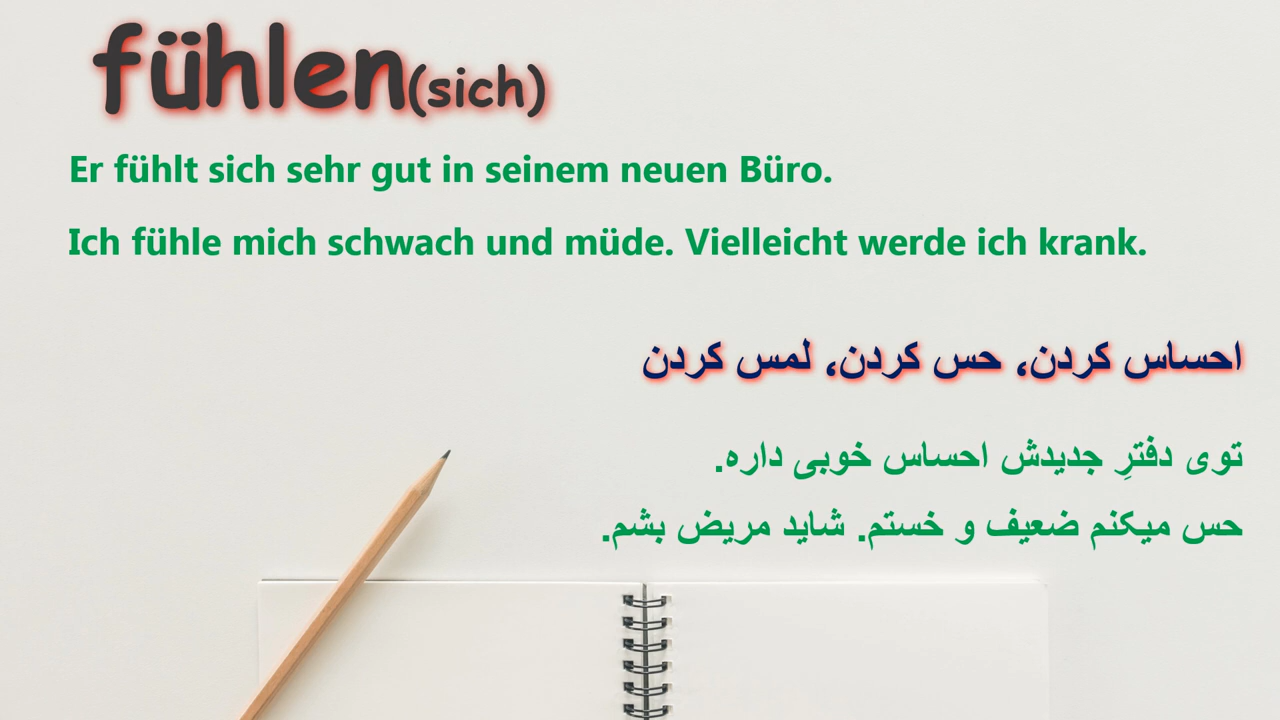 fühlen(sich)
Er fühlt sich sehr gut in seinem neuen Büro.
Ich fühle mich schwach und müde. Vielleicht werde ich krank.
احساس کردن، حس کردن، لمس کردن
توی دفترِ جدیدش احساس خوبی داره.
حس میکنم ضعیف و خستم. شاید مریض بشم.